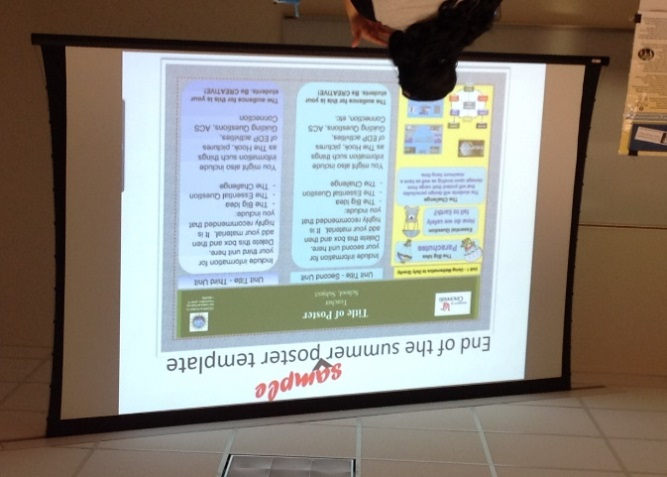 sample
End of the summer poster template
Title of Poster
Teacher
School, Subject
Unit 1 - Using Mathematics to Defy Gravity
The Big Idea
Parachutes
Essential Question
How do we safely
fall to Earth?
The Challenge
The students will design parachutes
Unit Title - Second Unit
Include information for
your second unit here.
Delete this box and then
add your material. It is
highly recommended that
you include:
- The Big Idea
- The Essential Question
- The Challenge
You might also include
information such things
as The Hook, pictures
of EDP activities,
Guiding Questions, ACS
Connection, etc.
The audience for this is your
students. Be CREATIVE!
Unit Title - Third Unit
Include information for
your third unit here.
Delete this box and then
add your material. It is
highly recommended that
you include:
- The Big Idea
- The Essential Question
- The Challenge
You might also include
information such things
as The Hook, pictures
of EDP activities,
Guiding Questions, ACS
Connection
The audience for this is your
students. Be CREATIVE!